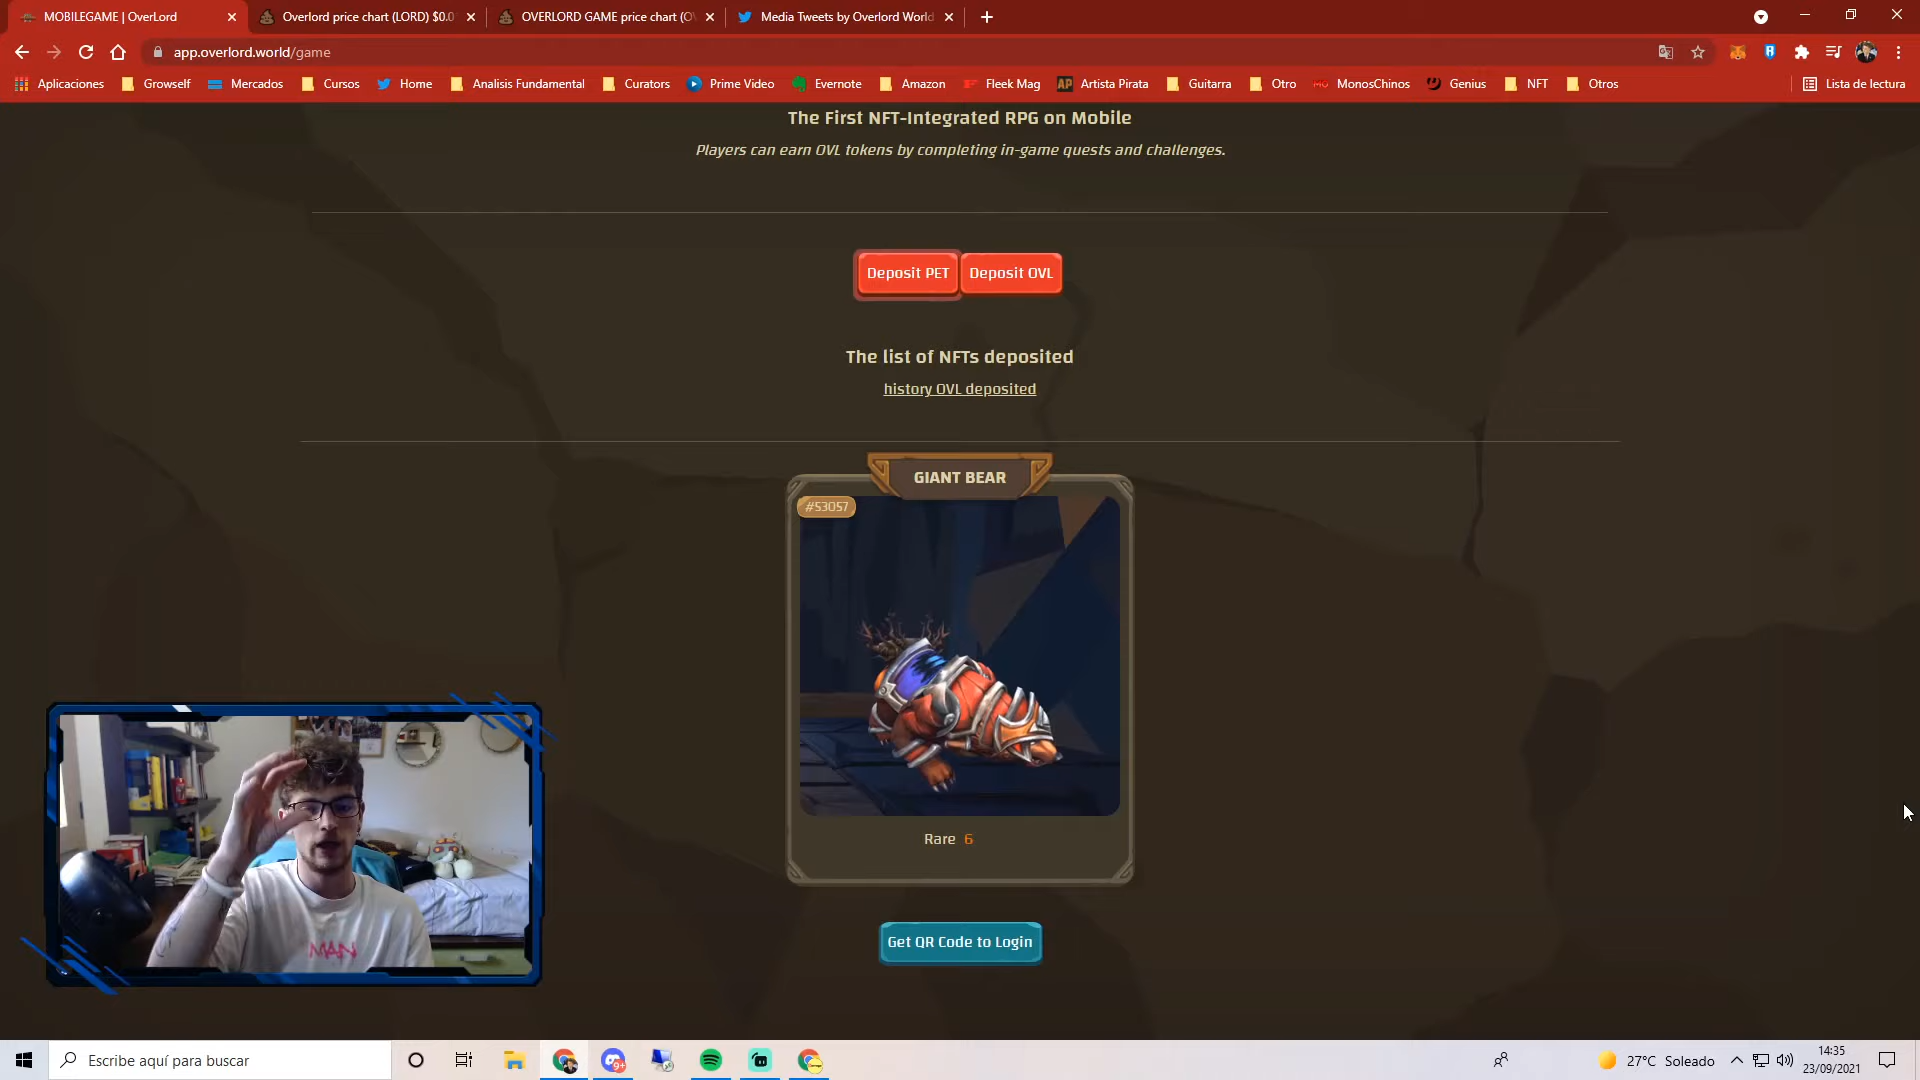 MOBILEGAME | OverLord
Overlord price chart (LORD) $0.0
OVERLORD GAME price chart (OV
Media Tweets by Overlord World
app.overlord.world/game
Aplicaciones
Growself
Mercados
Cursos
Home
Analisis Fundamental
Curators
Prime Video
Evernote
Amazon
Fleek Mag
AP
Artista Pirata
Guitarra
Otro
MO
MonosChinos
Genius
NFT
Otros
Lista de lectura
The First NFT-Integrated RPG on Mobile
Players can earn OVL tokens by completing in-game quests and challenges.
Deposit PET
Deposit OVL
The list of NFTs deposited
history OVL deposited
GIANT BEAR
#53057
Rare 6
Get QR Code to Login
MAN
Escribe aquí para buscar
9+
27°C Soleado
14:35
23/09/2021